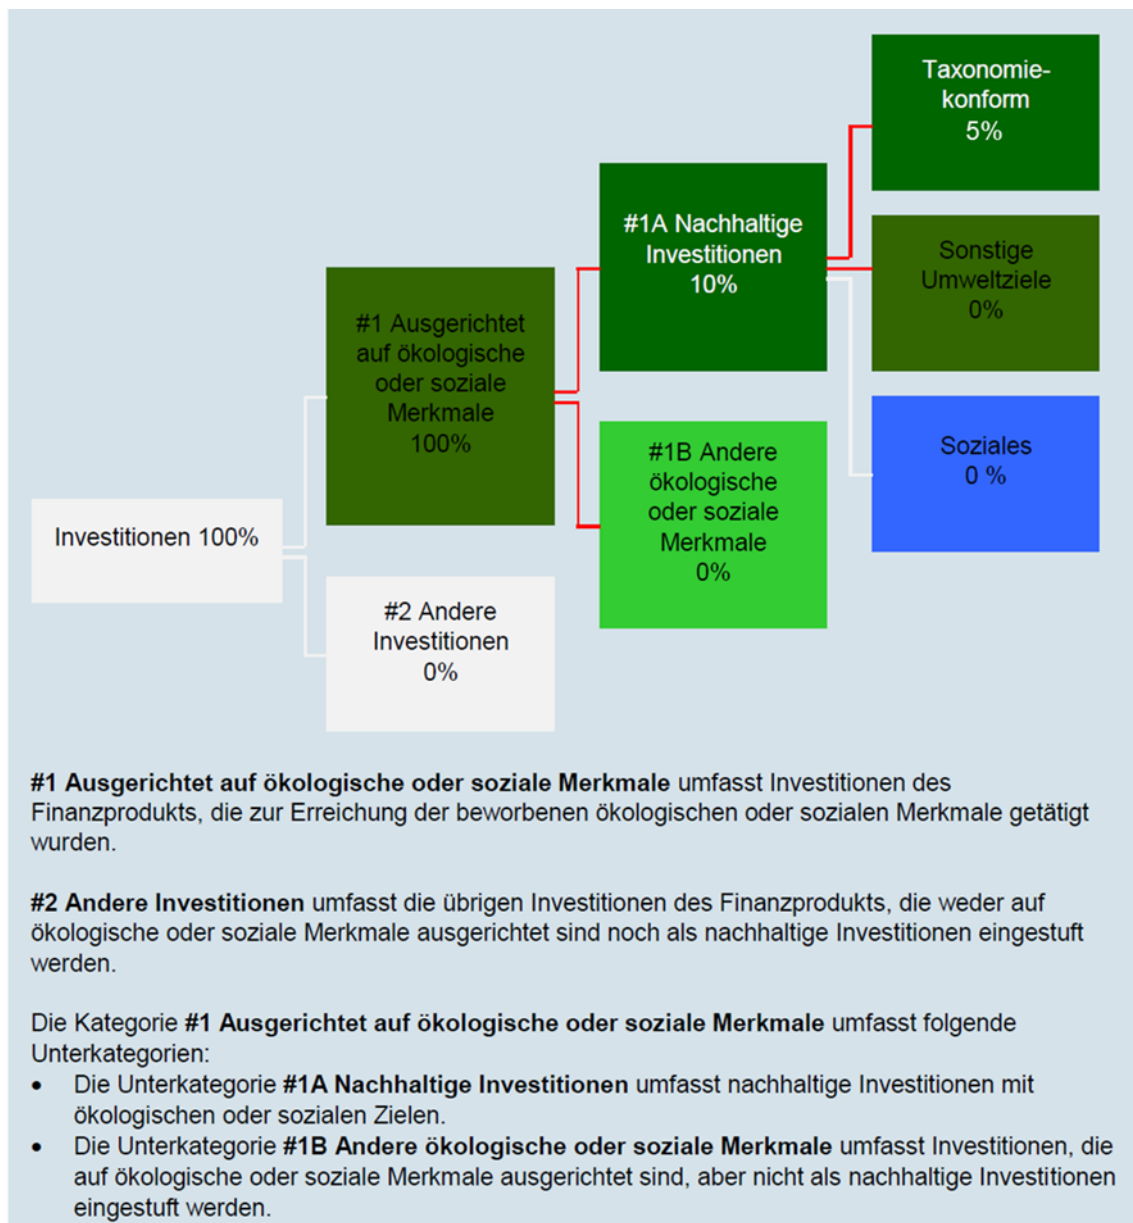 Taxonomie-
konform
5%
#1A Nachhaltige
Investitionen
10%
Sonstige
Umweltziele
0%
#1 Ausgerichtet
auf ökologische
oder soziale
Merkmale
100%
#1B Andere
ökologische
oder soziale
Merkmale
0%
Soziales
0 %
Investitionen 100%
#2 Andere
Investitionen
0%
#1 Ausgerichtet auf ökologische oder soziale Merkmale umfasst Investitionen des
Finanzprodukts, die zur Erreichung der beworbenen ökologischen oder sozialen Merkmale getätigt
wurden.
#2 Andere Investitionen umfasst die übrigen Investitionen des Finanzprodukts, die weder auf
ökologische oder soziale Merkmale ausgerichtet sind noch als nachhaltige Investitionen eingestuft
werden.
Die Kategorie #1 Ausgerichtet auf ökologische oder soziale Merkmale umfasst folgende
Unterkategorien:
• Die Unterkategorie #1A Nachhaltige Investitionen umfasst nachhaltige Investitionen mit
ökologischen oder sozialen Zielen.
• Die Unterkategorie #1B Andere ökologische oder soziale Merkmale umfasst Investitionen, die
auf ökologische oder soziale Merkmale ausgerichtet sind, aber nicht als nachhaltige Investitionen
eingestuft werden.